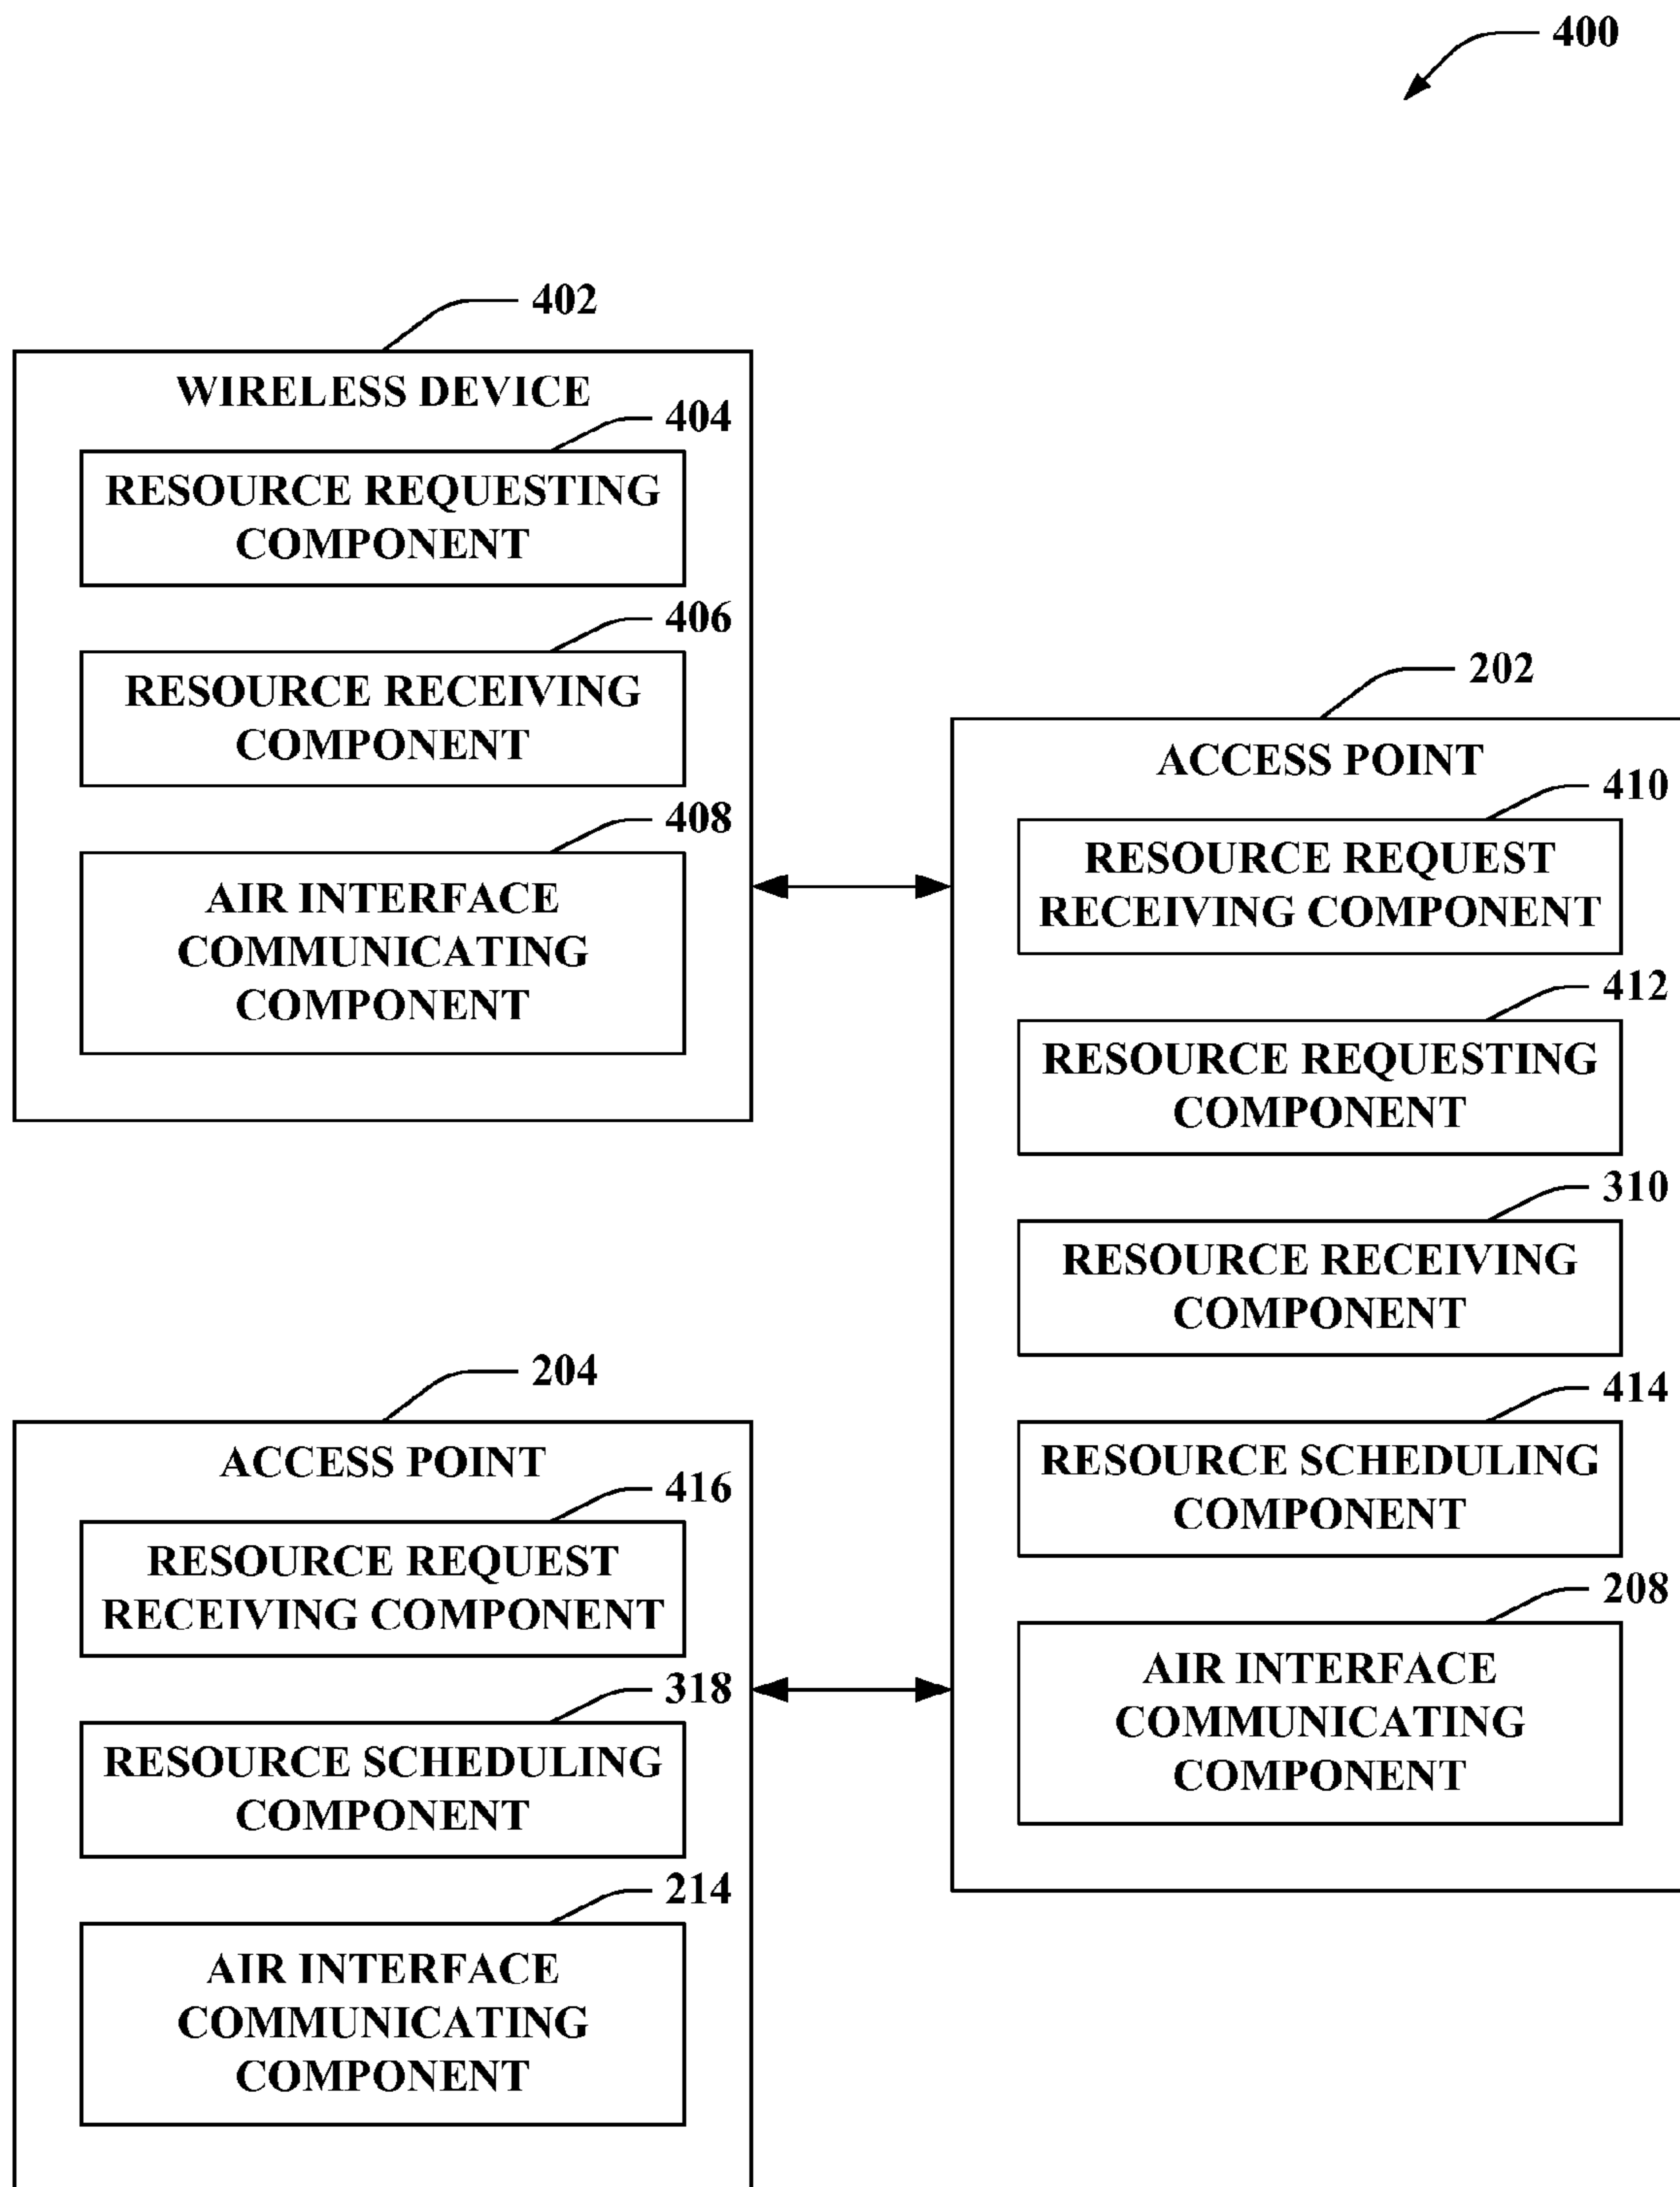 400
402
WIRELESS DEVICE
404
RESOURCE REQUESTING
COMPONENT
406
RESOURCE RECEIVING
COMPONENT
408
AIR INTERFACE
COMMUNICATING
COMPONENT
202
ACCESS POINT
410
RESOURCE REQUEST
RECEIVING COMPONENT
412
RESOURCE REQUESTING
COMPONENT
310
RESOURCE RECEIVING
COMPONENT
414
RESOURCE SCHEDULING
COMPONENT
208
AIR INTERFACE
COMMUNICATING
COMPONENT
204
ACCESS POINT
416
RESOURCE REQUEST
RECEIVING COMPONENT
318
RESOURCE SCHEDULING
COMPONENT
214
AIR INTERFACE
COMMUNICATING
COMPONENT